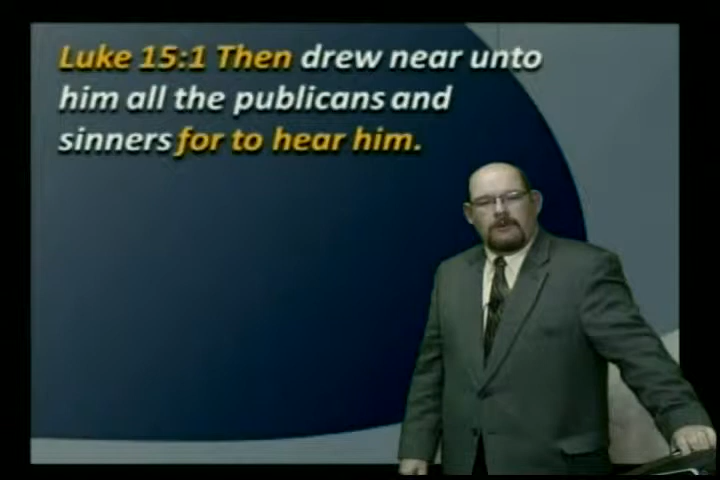 Luke 15:1 Then drew near unto
him all the publicans and
sinners for to hear him.